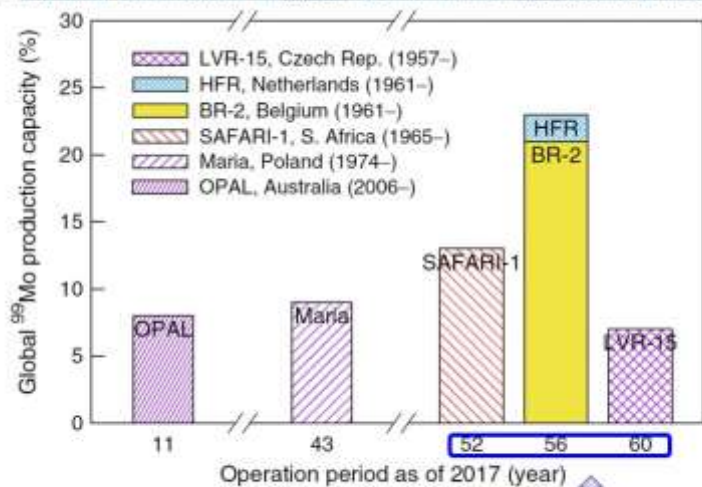 30
25
20
15
10
5
0
Global ⁹⁹Mo production capacity (%)
LVR-15, Czech Rep. (1957–)
HFR, Netherlands (1961–)
BR-2, Belgium (1961–)
SAFARI-1, S. Africa (1965–)
Maria, Poland (1974–)
OPAL, Australia (2006–)
OPAL
Maria
SAFARI-1
HFR
BR-2
LVR-15
11 43 52 56 60
Operation period as of 2017 (year)